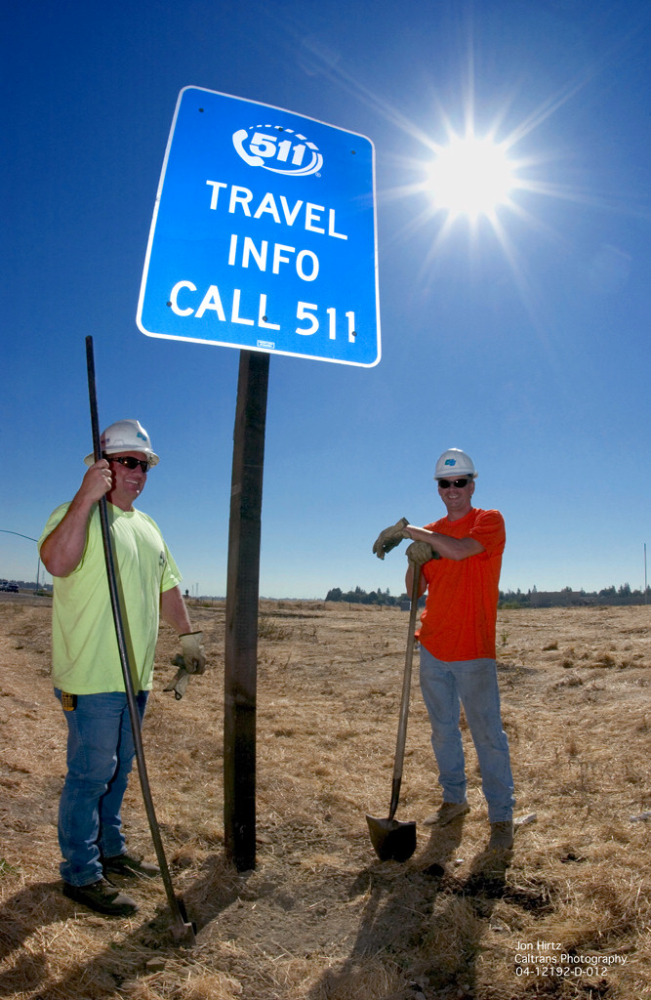 511
TRAVEL
INFO
CALL 511
Jon Hirtz
Caltrans Photography
04-12192-D-012